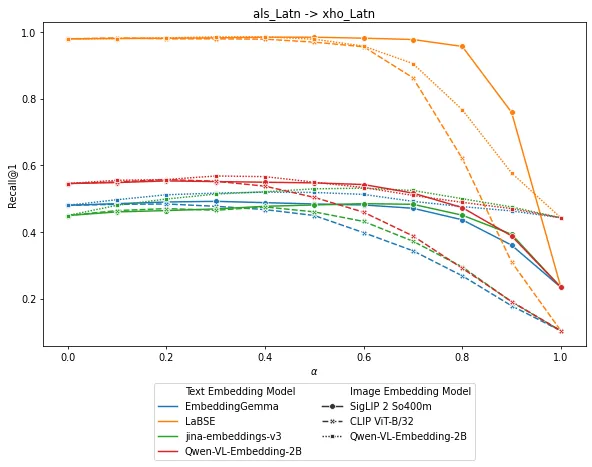 als_Latn -> xho_Latn
1.0
0.8
0.6
0.4
0.2
Recall@1
0.0 0.2 0.4 0.6 0.8 1.0
α
Text Embedding Model Image Embedding Model
EmbeddingGemma SigLIP 2 So400m
LaBSE CLIP ViT-B/32
jina-embeddings-v3 Qwen-VL-Embedding-2B
Qwen-VL-Embedding-2B